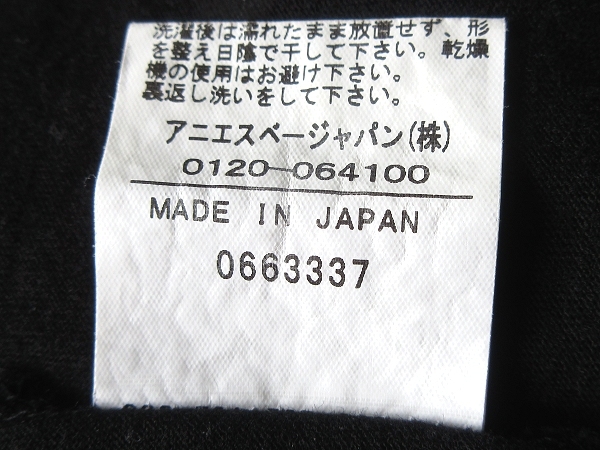 洗濯後は濡れたまま放置せず、形
を整え日陰で干して下さい。乾燥
機の使用はお避け下さい。
裏返し洗いをして下さい。
アニエスベージャパン(株)
0120-064100
MADE IN JAPAN
0663337